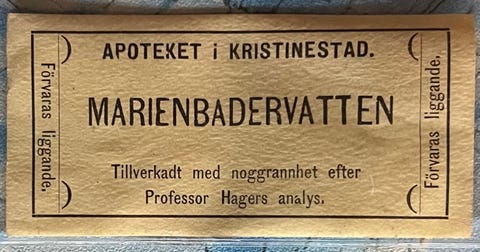 APOTEKET i KRISTINESTAD.
Förvaras liggande.
MARIENBADERVATTEN
Tillverkadt med noggrannhet efter
Professor Hagers analys.
Förvaras liggande.